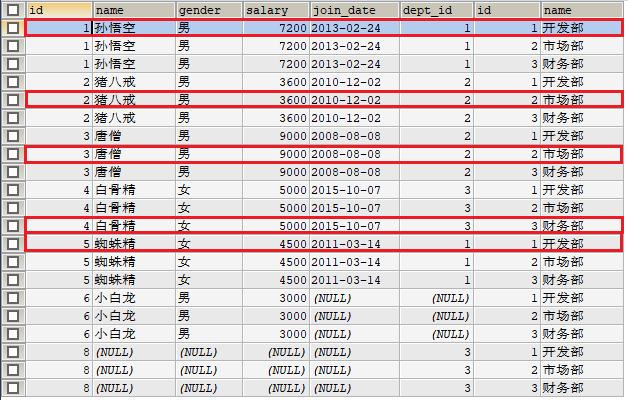 id name gender salary join_date dept_id id name
1 孙悟空 男 7200 2013-02-24 1 1 开发部
1 孙悟空 男 7200 2013-02-24 1 2 市场部
1 孙悟空 男 7200 2013-02-24 1 3 财务部
2 猪八戒 男 3600 2010-12-02 2 1 开发部
2 猪八戒 男 3600 2010-12-02 2 2 市场部
2 猪八戒 男 3600 2010-12-02 2 3 财务部
3 唐僧 男 9000 2008-08-08 2 1 开发部
3 唐僧 男 9000 2008-08-08 2 2 市场部
3 唐僧 男 9000 2008-08-08 2 3 财务部
4 白骨精 女 5000 2015-10-07 3 1 开发部
4 白骨精 女 5000 2015-10-07 3 2 市场部
4 白骨精 女 5000 2015-10-07 3 3 财务部
5 蜘蛛精 女 4500 2011-03-14 1 1 开发部
5 蜘蛛精 女 4500 2011-03-14 1 2 市场部
5 蜘蛛精 女 4500 2011-03-14 1 3 财务部
6 小白龙 男 3000 (NULL) (NULL) 1 开发部
6 小白龙 男 3000 (NULL) (NULL) 2 市场部
6 小白龙 男 3000 (NULL) (NULL) 3 财务部
8 (NULL) (NULL) (NULL) (NULL) 3 1 开发部
8 (NULL) (NULL) (NULL) (NULL) 3 2 市场部
8 (NULL) (NULL) (NULL) (NULL) 3 3 财务部